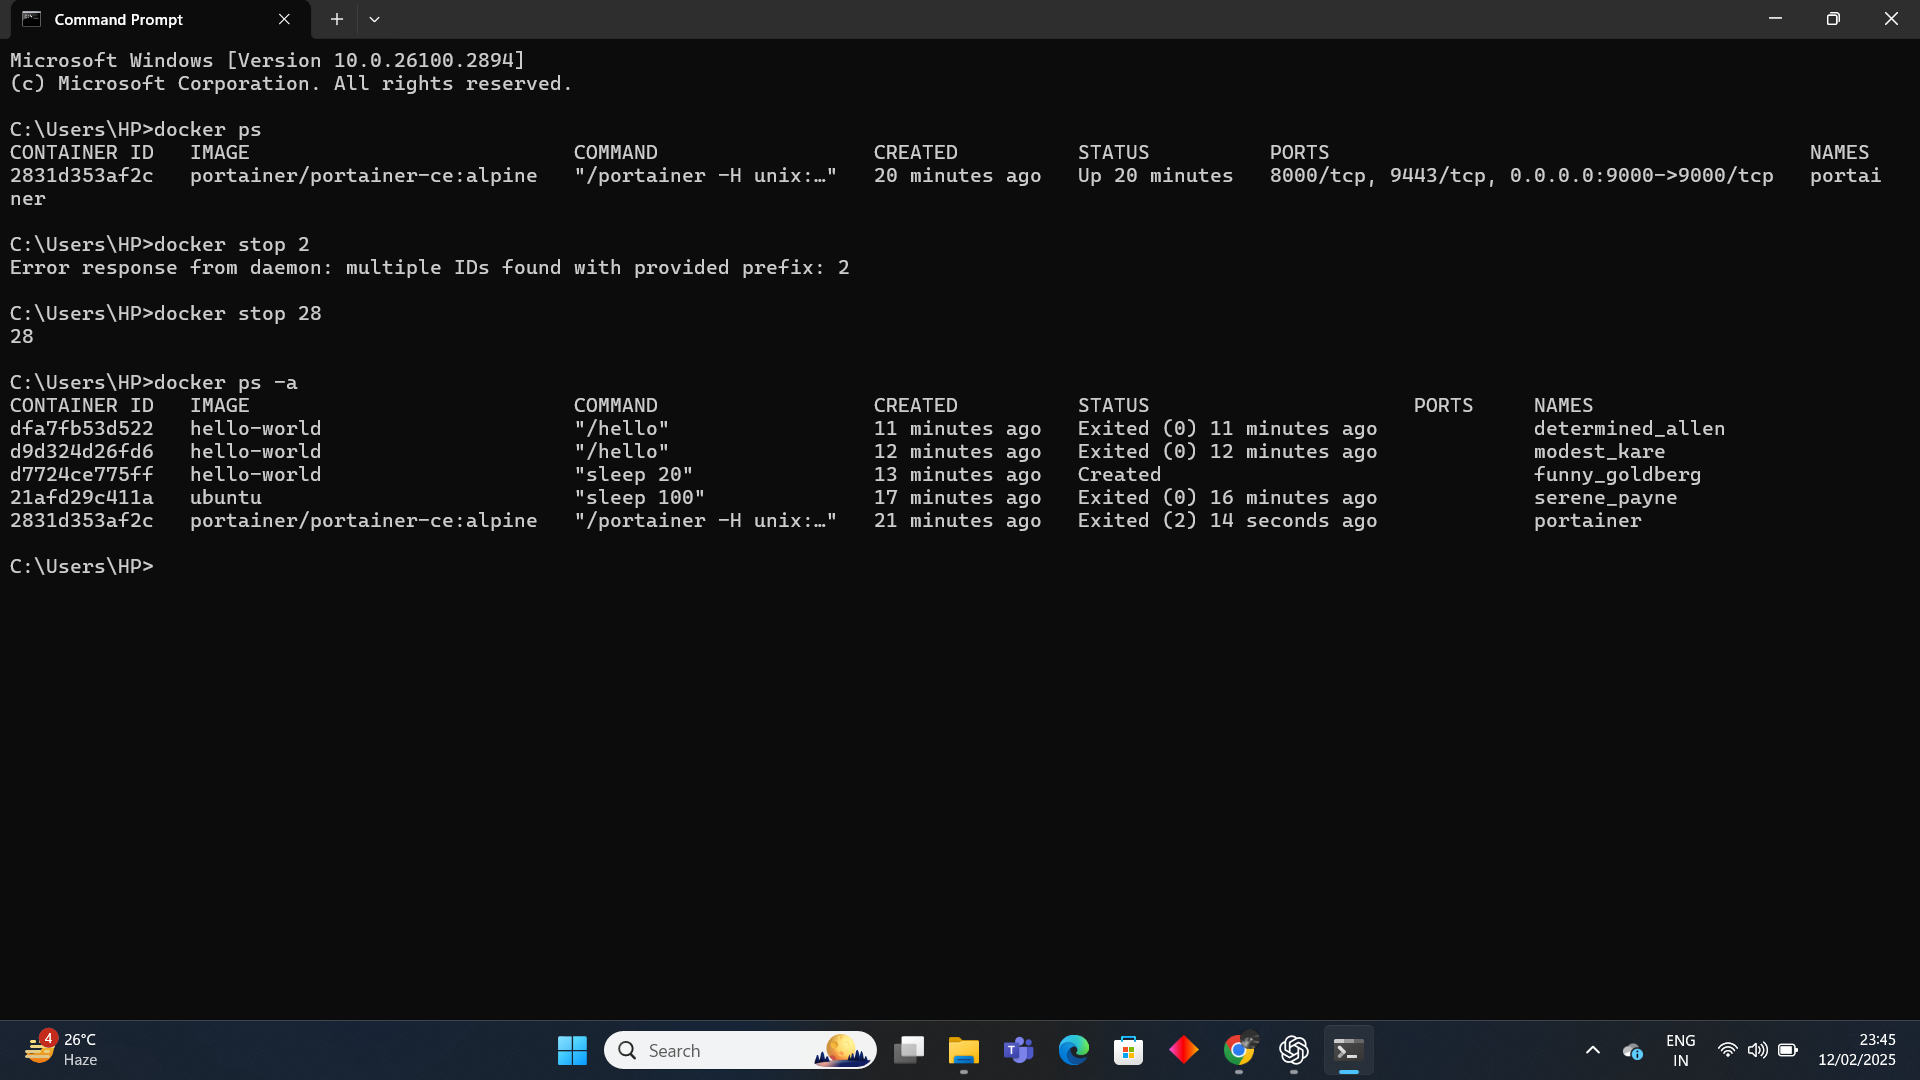 Command Prompt
Microsoft Windows [Version 10.0.26100.2894]
(c) Microsoft Corporation. All rights reserved.
C:\Users\HP>docker ps
CONTAINER ID   IMAGE                           COMMAND                  CREATED          STATUS          PORTS                                        NAMES
2831d353af2c   portainer/portainer-ce:alpine   "/portainer -H unix:…"   20 minutes ago   Up 20 minutes   8000/tcp, 9443/tcp, 0.0.0.0:9000->9000/tcp   portai
ner
C:\Users\HP>docker stop 2
Error response from daemon: multiple IDs found with provided prefix: 2
C:\Users\HP>docker stop 28
28
C:\Users\HP>docker ps -a
CONTAINER ID   IMAGE                           COMMAND                  CREATED          STATUS                      PORTS     NAMES
dfa7fb53d522   hello-world                     "/hello"                 11 minutes ago   Exited (0) 11 minutes ago             determined_allen
d9d324d26fd6   hello-world                     "/hello"                 12 minutes ago   Exited (0) 12 minutes ago             modest_kare
d7724ce775ff   hello-world                     "sleep 20"               13 minutes ago   Created                               funny_goldberg
21afd29c411a   ubuntu                          "sleep 100"              17 minutes ago   Exited (0) 16 minutes ago             serene_payne
2831d353af2c   portainer/portainer-ce:alpine   "/portainer -H unix:…"   21 minutes ago   Exited (2) 14 seconds ago             portainer
C:\Users\HP>
4
26°C
Haze
Search
ENG
IN
23:45
12/02/2025